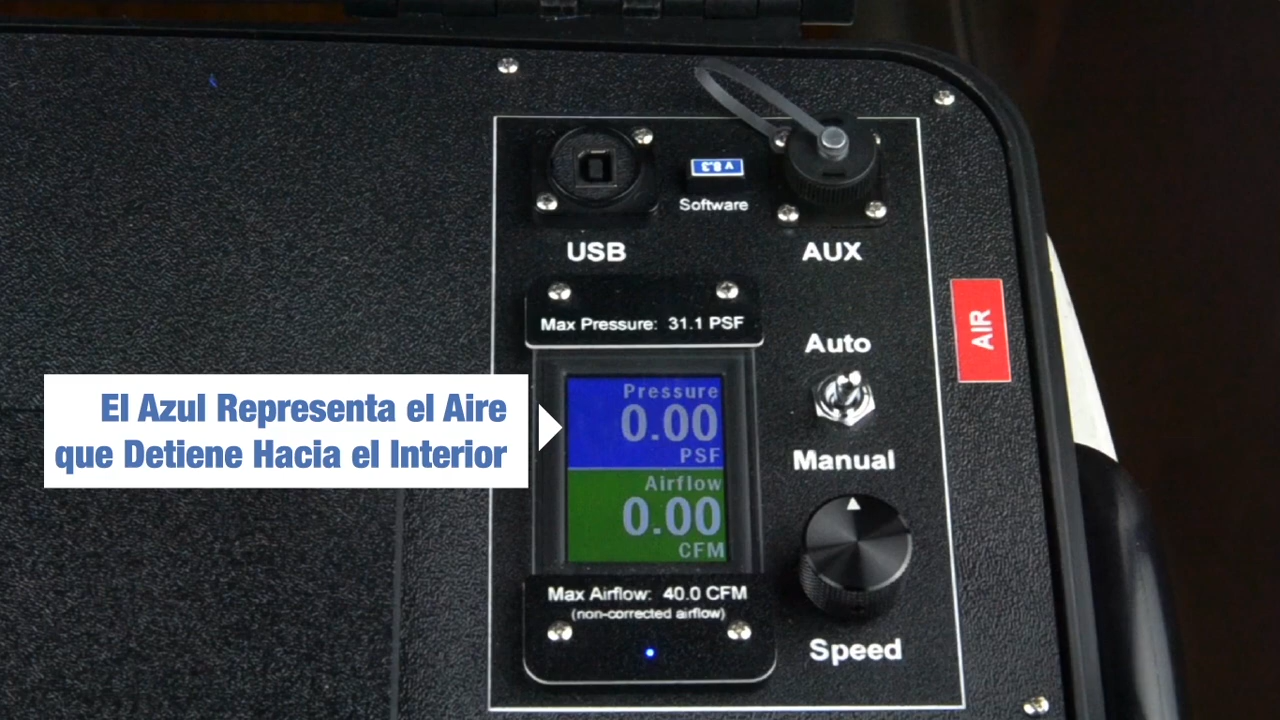 v 8.3
Software
USB
AUX
Max Pressure: 31.1 PSF
Auto
AIR
Pressure
0.00
PSF
El Azul Representa el Aire
que Detiene Hacia el Interior
Manual
Airflow
0.00
CFM
Max Airflow: 40.0 CFM
(non-corrected airflow)
Speed